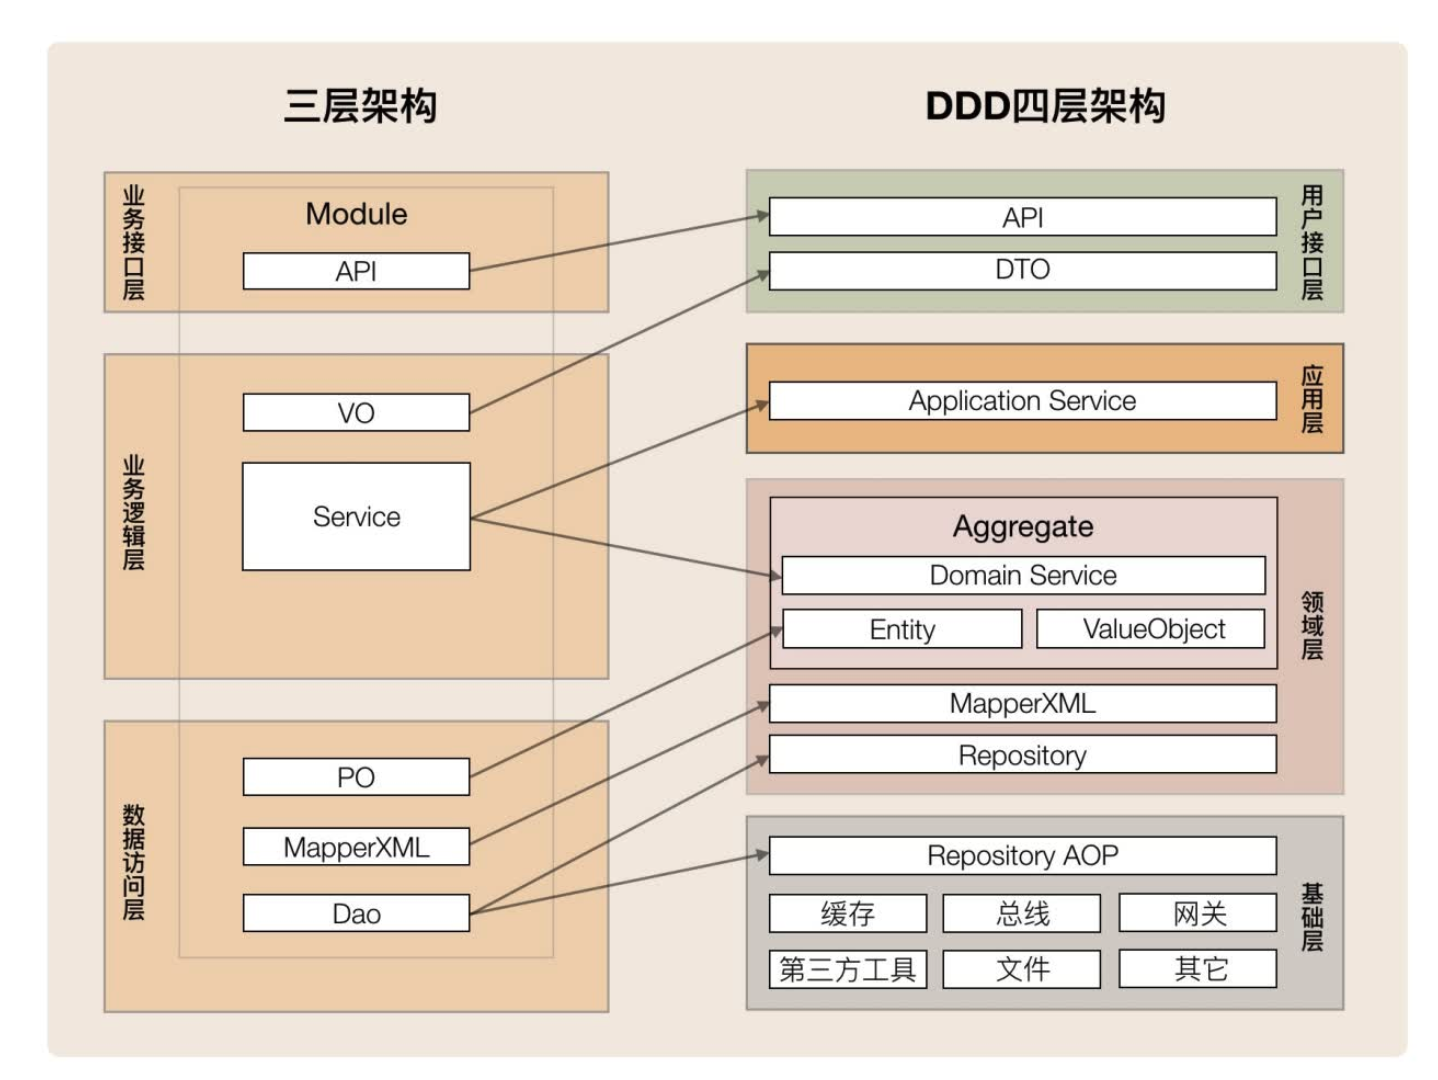 三层架构
业务接口层
Module
API
业务逻辑层
VO
Service
数据访问层
PO
MapperXML
Dao
DDD四层架构
API
DTO
用户接口层
Application Service
应用层
Aggregate
Domain Service
Entity
ValueObject
MapperXML
Repository
领域层
Repository AOP
缓存
总线
网关
第三方工具
文件
其它
基础层